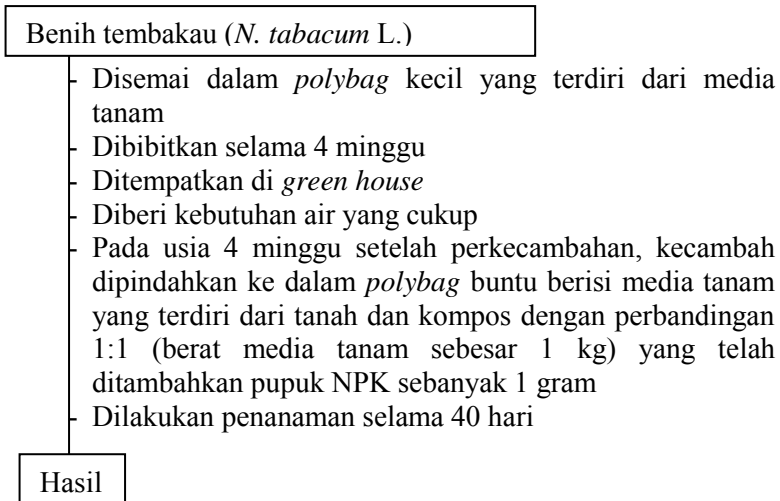 Benih tembakau (N. tabacum L.)
- Disemai dalam polybag kecil yang terdiri dari media
tanam
- Dibibitkan selama 4 minggu
- Ditempatkan di green house
- Diberi kebutuhan air yang cukup
- Pada usia 4 minggu setelah perkecambahan, kecambah
dipindahkan ke dalam polybag buntu berisi media tanam
yang terdiri dari tanah dan kompos dengan perbandingan
1:1 (berat media tanam sebesar 1 kg) yang telah
ditambahkan pupuk NPK sebanyak 1 gram
- Dilakukan penanaman selama 40 hari
Hasil